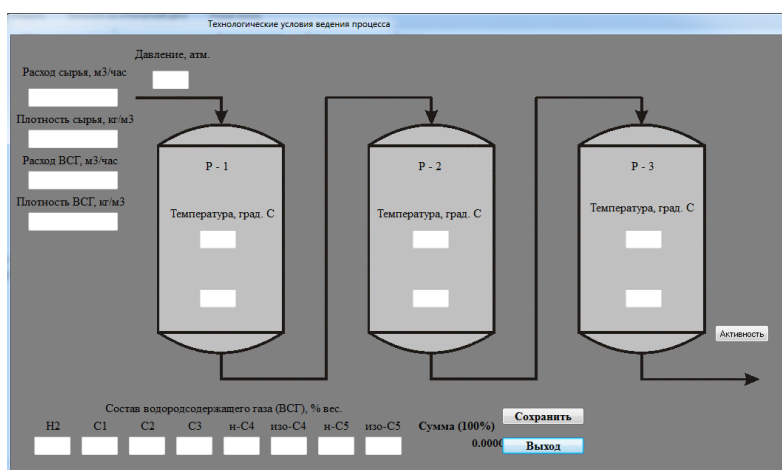 Технологические условия ведения процесса
Давление, атм.
Расход сырья, м3/час
Плотность сырья, кг/м3
Расход ВСГ, м3/час
Плотность ВСГ, кг/м3
Р - 1
Р - 2
Р - 3
Температура, град. С
Температура, град. С
Температура, град. С
Активность
Состав водородсодержащего газа (ВСГ), % вес.
Н2 С1 С2 С3 н-С4 изо-С4 н-С5 изо-С5 Сумма (100%)
0.0000
Сохранить
Выход